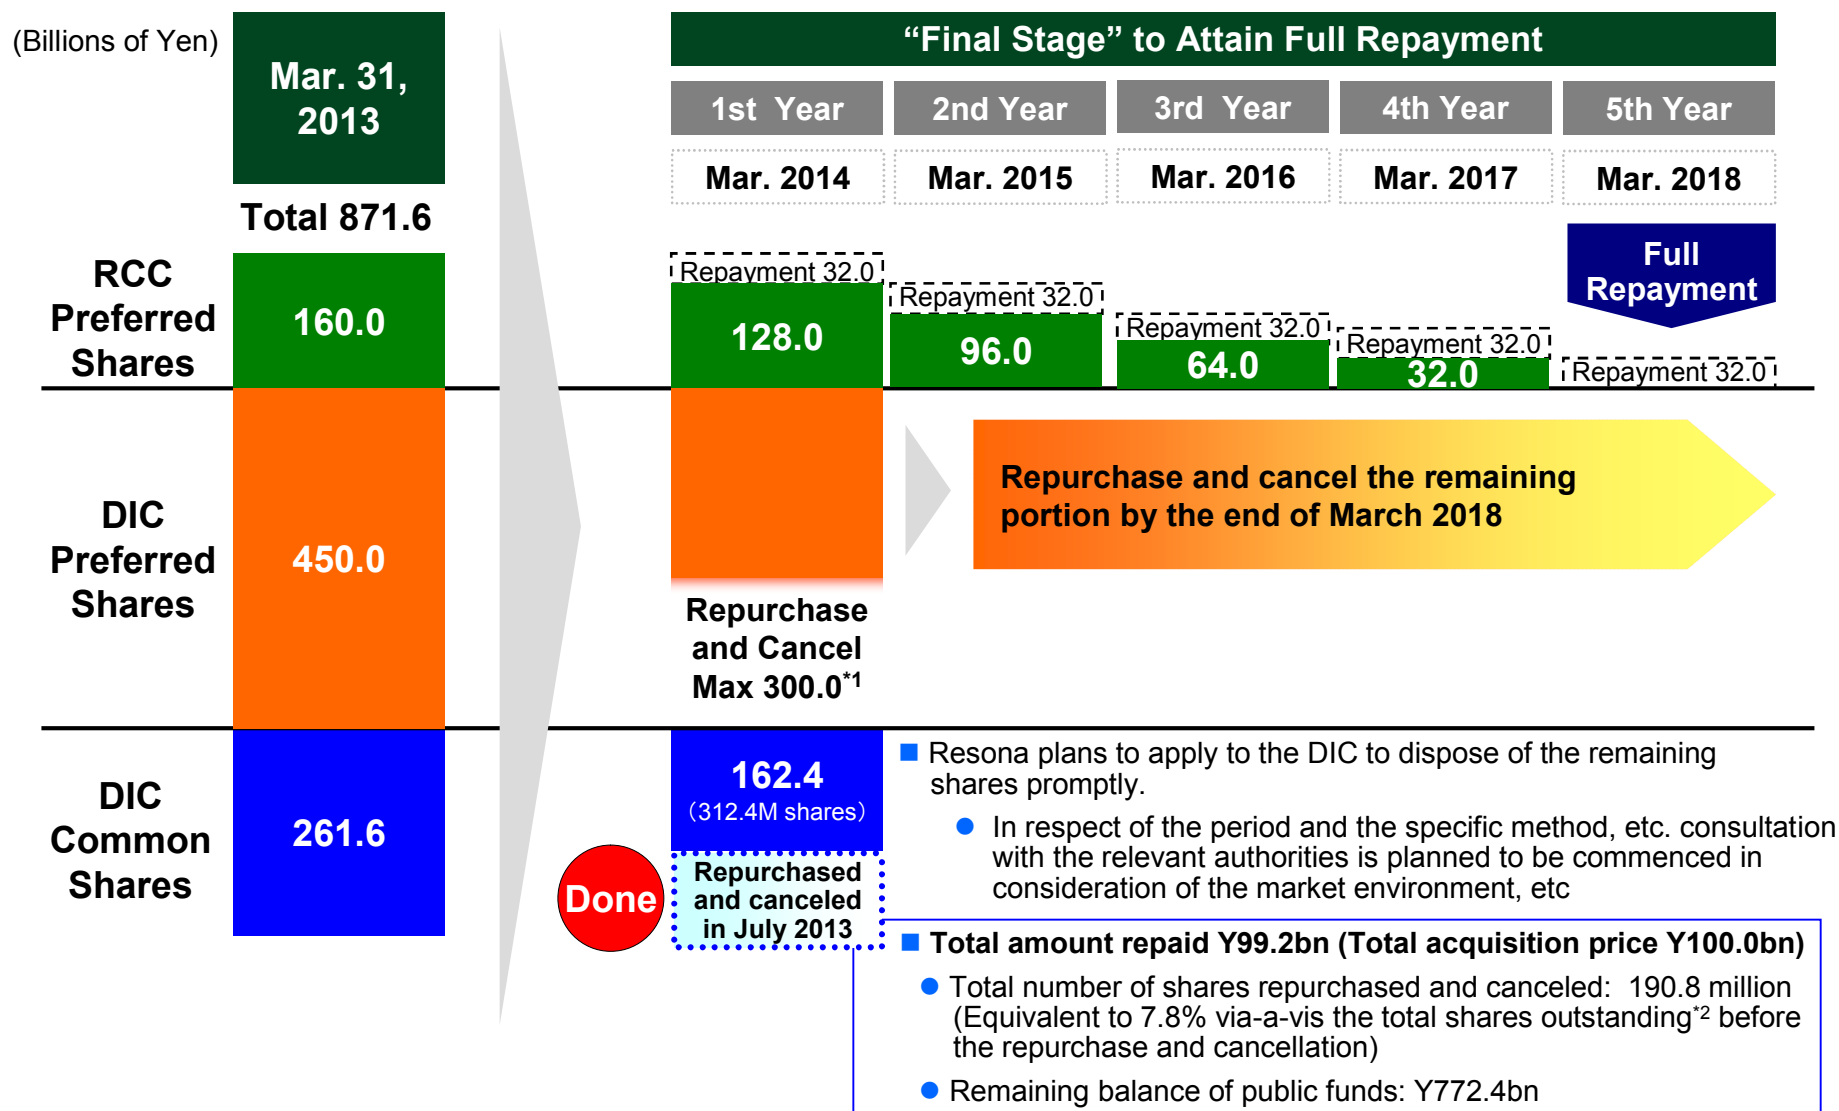 (Billions of Yen)
Mar. 31,
2013
Total 871.6
“Final Stage” to Attain Full Repayment
1st Year
2nd Year
3rd Year
4th Year
5th Year
Mar. 2014
Mar. 2015
Mar. 2016
Mar. 2017
Mar. 2018
Full
Repayment
RCC
Preferred
Shares
160.0
Repayment 32.0
128.0
Repayment 32.0
96.0
Repayment 32.0
64.0
Repayment 32.0
32.0
Repayment 32.0
DIC
Preferred
Shares
450.0
Repurchase
and Cancel
Max 300.0*1
Repurchase and cancel the remaining
portion by the end of March 2018
DIC
Common
Shares
261.6
162.4
(312.4M shares)
Done
Repurchased
and canceled
in July 2013
■ Resona plans to apply to the DIC to dispose of the remaining
shares promptly.
● In respect of the period and the specific method, etc. consultation
with the relevant authorities is planned to be commenced in
consideration of the market environment, etc
■ Total amount repaid Y99.2bn (Total acquisition price Y100.0bn)
● Total number of shares repurchased and canceled: 190.8 million
(Equivalent to 7.8% via-a-vis the total shares outstanding*2 before
the repurchase and cancellation)
● Remaining balance of public funds: Y772.4bn